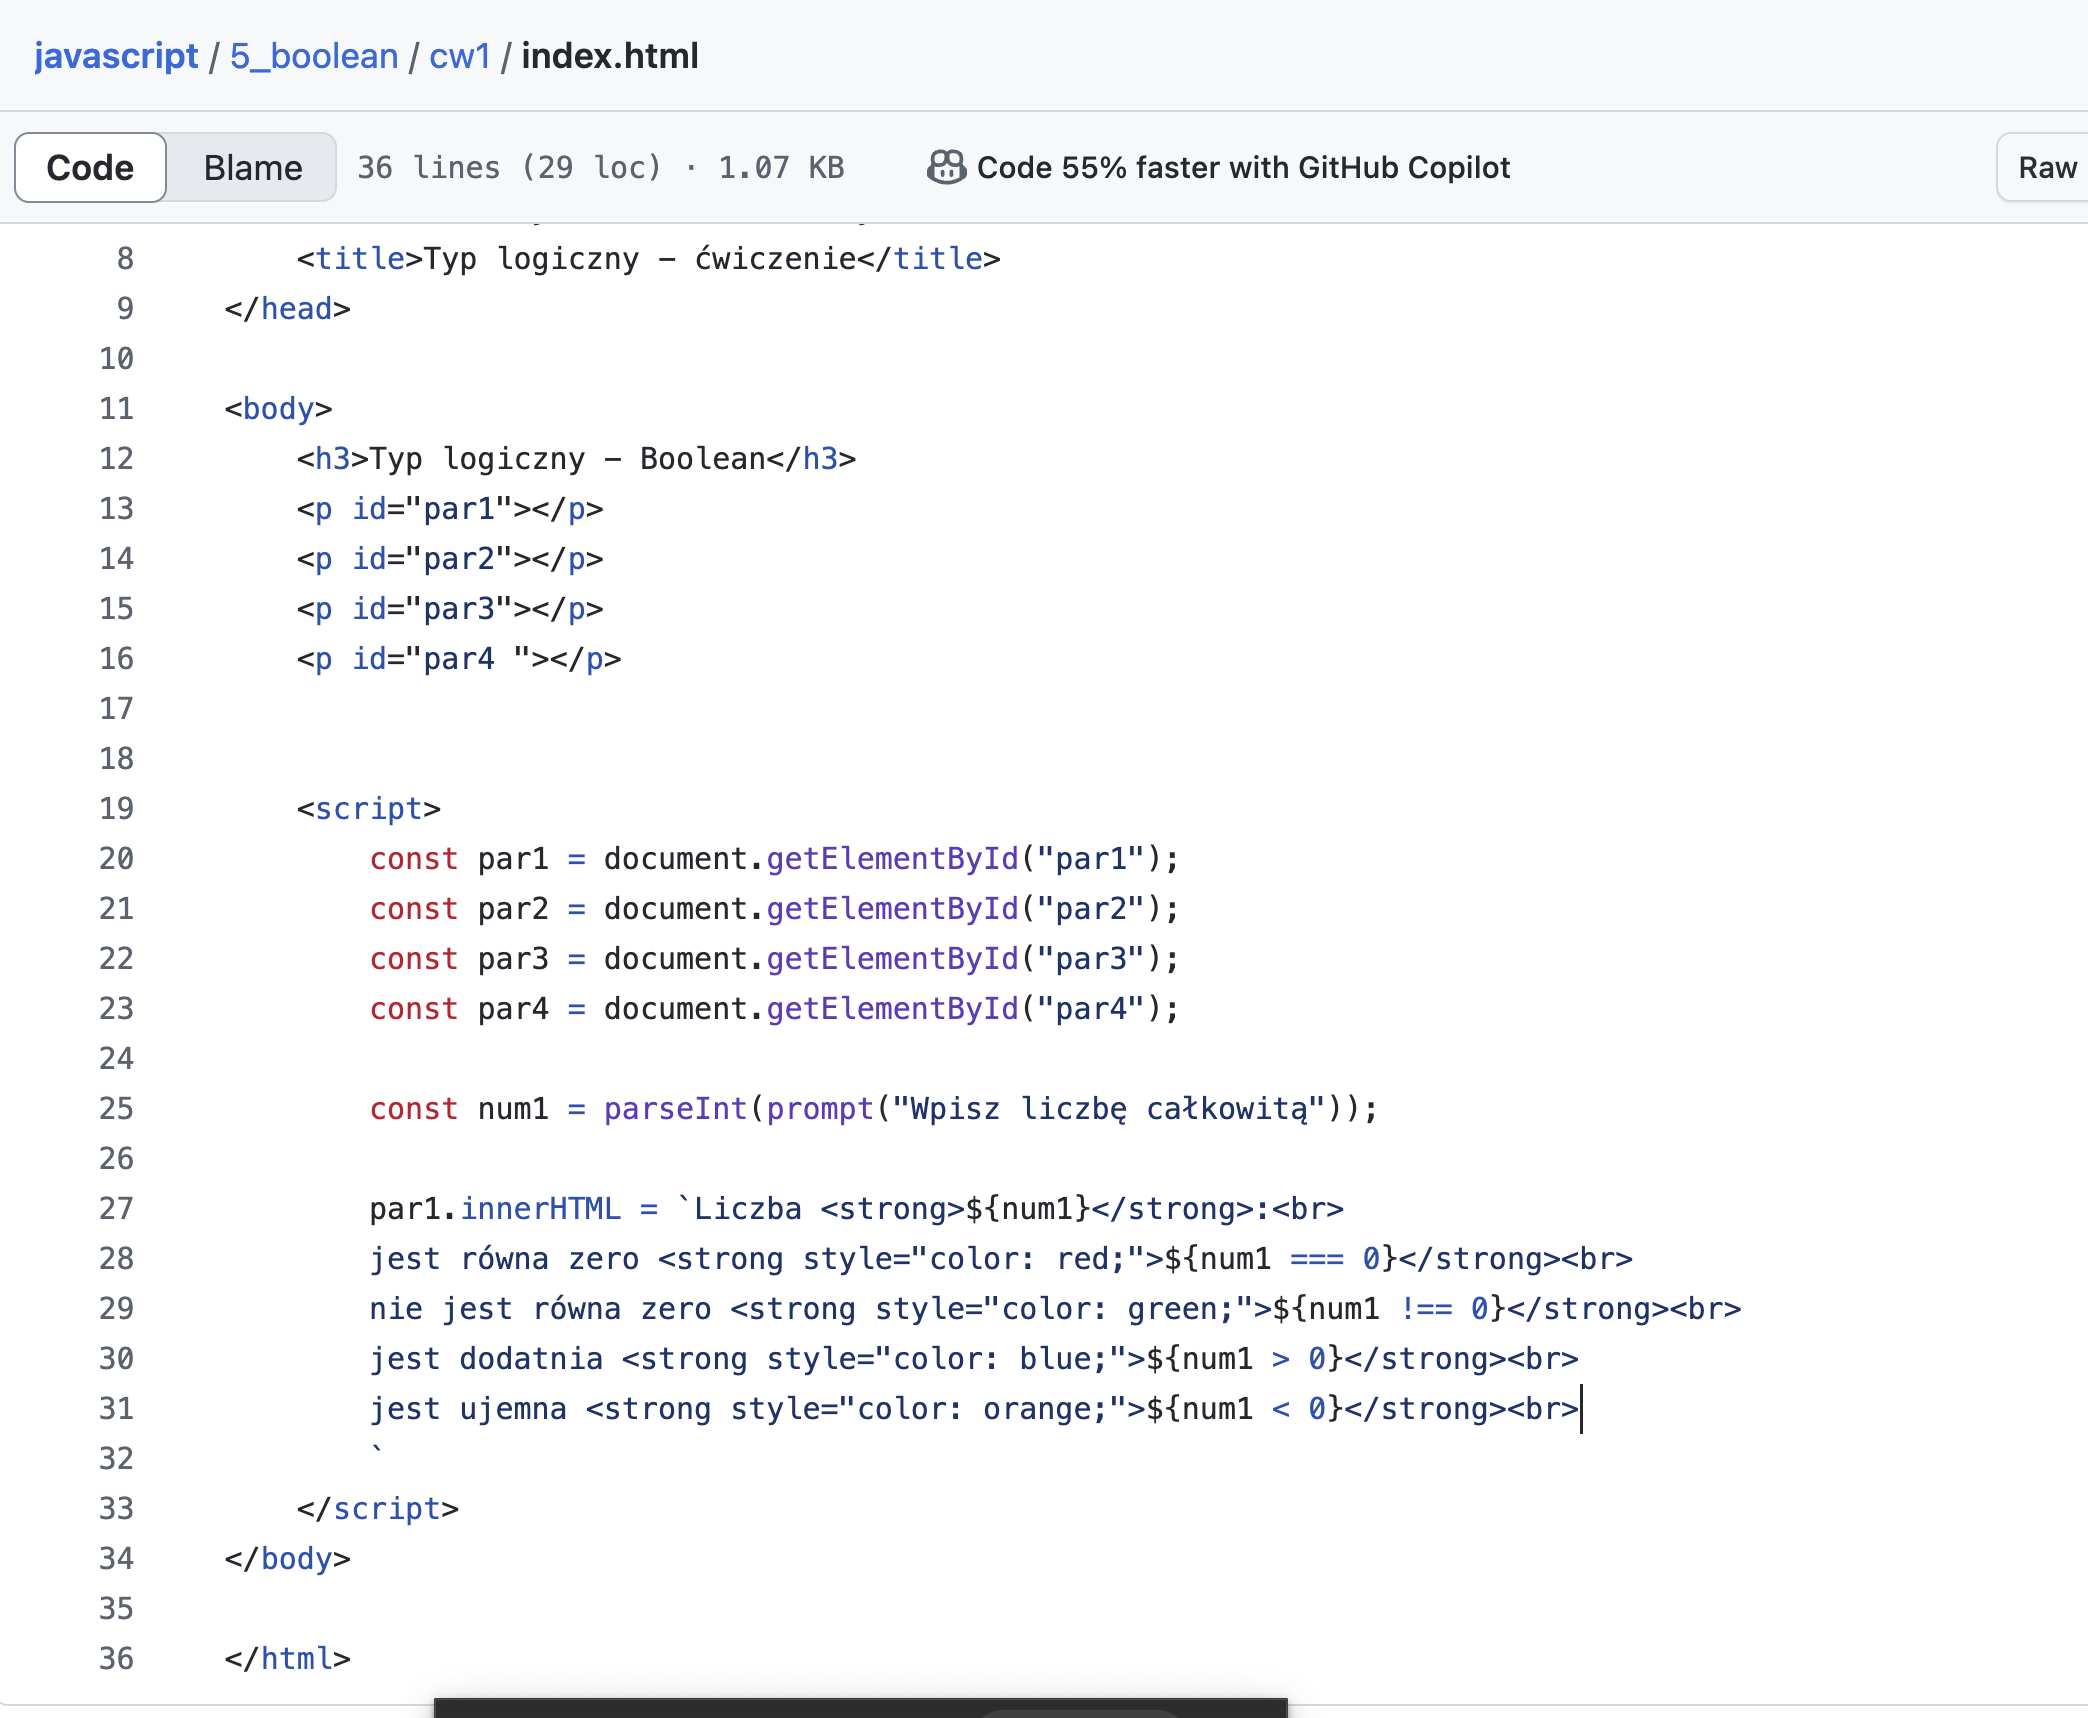 javascript / 5_boolean / cw1 / index.html
Code Blame 36 lines (29 loc) · 1.07 KB Code 55% faster with GitHub Copilot Raw
8 <title>Typ logiczny – ćwiczenie</title>
9 </head>
10
11 <body>
12 <h3>Typ logiczny – Boolean</h3>
13 <p id="par1"></p>
14 <p id="par2"></p>
15 <p id="par3"></p>
16 <p id="par4 "></p>
17
18
19 <script>
20 const par1 = document.getElementById("par1");
21 const par2 = document.getElementById("par2");
22 const par3 = document.getElementById("par3");
23 const par4 = document.getElementById("par4");
24
25 const num1 = parseInt(prompt("Wpisz liczbę całkowitą"));
26
27 par1.innerHTML = `Liczba <strong>${num1}</strong>:<br>
28 jest równa zero <strong style="color: red;">${num1 === 0}</strong><br>
29 nie jest równa zero <strong style="color: green;">${num1 !== 0}</strong><br>
30 jest dodatnia <strong style="color: blue;">${num1 > 0}</strong><br>
31 jest ujemna <strong style="color: orange;">${num1 < 0}</strong><br>
32 `
33 </script>
34 </body>
35
36 </html>